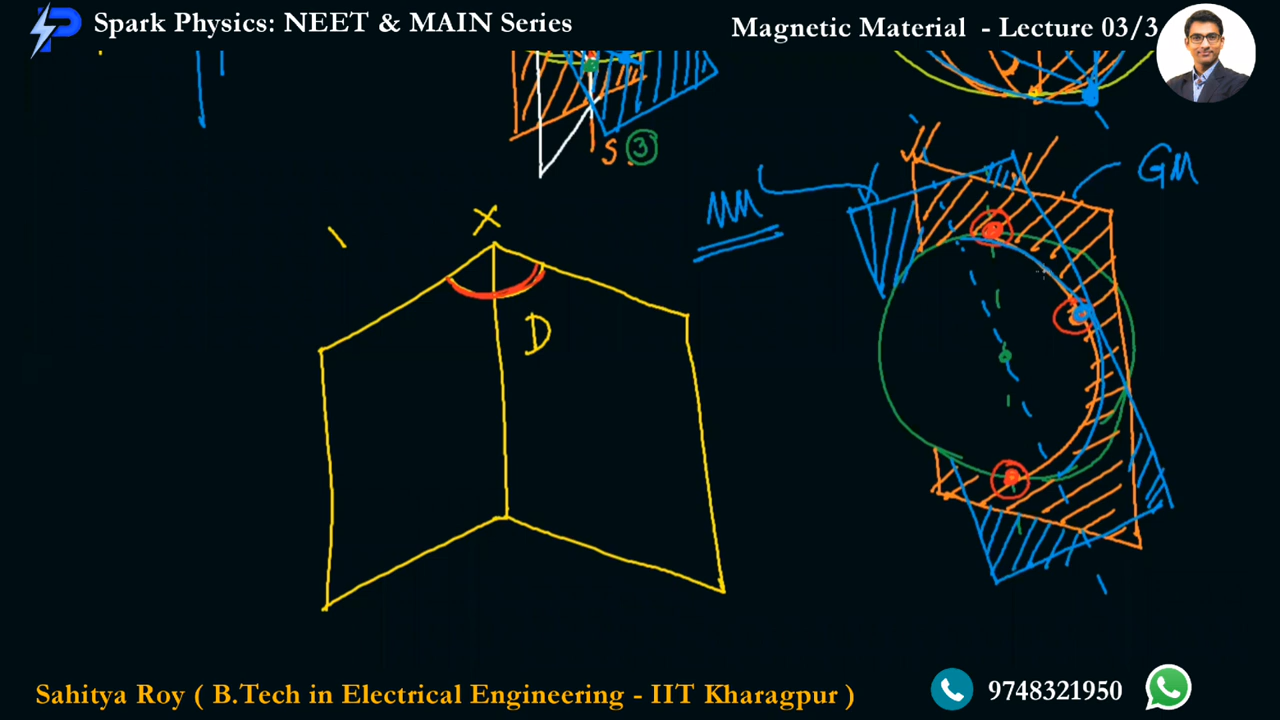 Spark Physics: NEET & MAIN Series
Magnetic Material - Lecture 03/3
S 3
X
D
MM
GM
Sahitya Roy ( B.Tech in Electrical Engineering - IIT Kharagpur )
9748321950